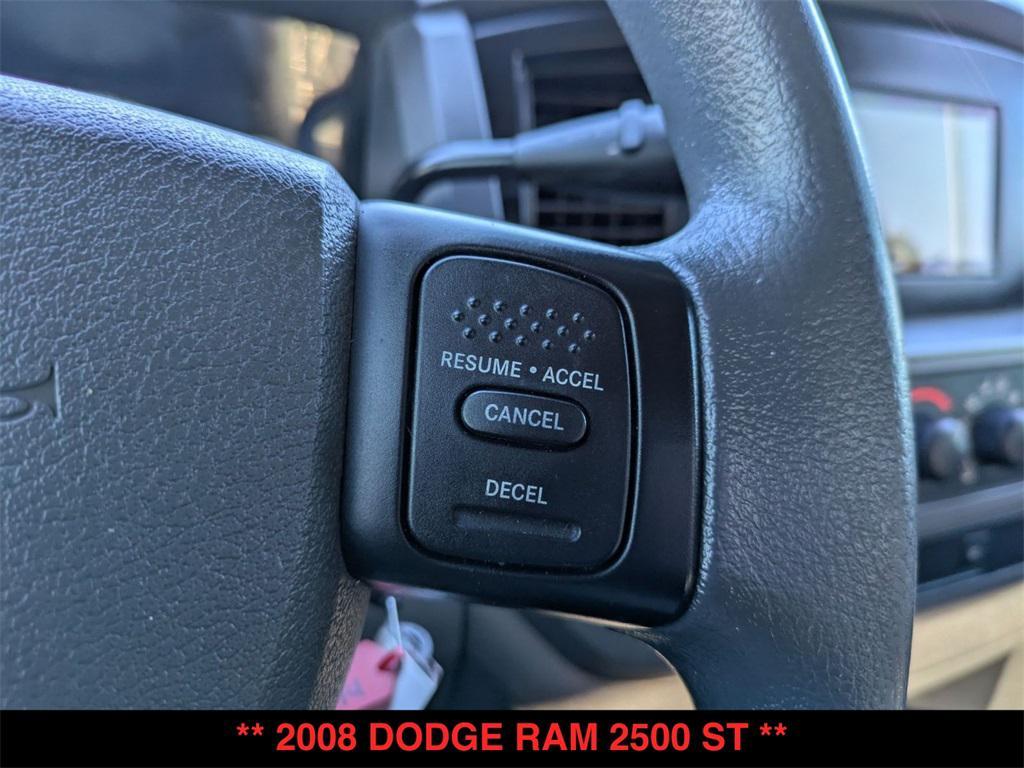 RESUME • ACCEL
CANCEL
DECEL
** 2008 DODGE RAM 2500 ST **